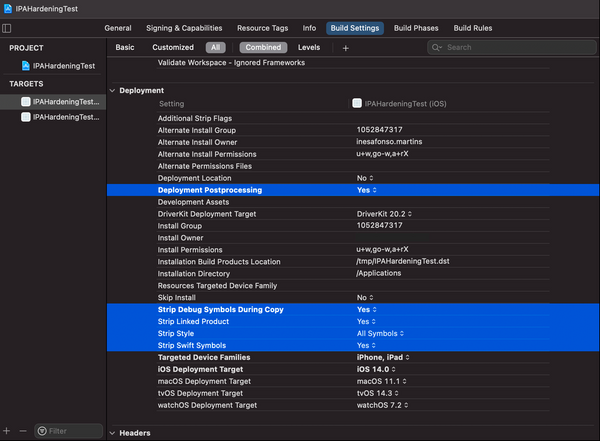 IPAHardeningTest
General Signing & Capabilities Resource Tags Info Build Settings Build Phases Build Rules
PROJECT
IPAHardeningTest
TARGETS
IPAHardeningTest...
IPAHardeningTest...
Basic Customized All Combined Levels + Search
Validate Workspace - Ignored Frameworks
Deployment
Setting IPAHardeningTest (iOS)
Additional Strip Flags
Alternate Install Group 1052847317
Alternate Install Owner inesafonso.martins
Alternate Install Permissions u+w,go-w,a+rX
Alternate Permissions Files
Deployment Location No
Deployment Postprocessing Yes
Development Assets
DriverKit Deployment Target DriverKit 20.2
Install Group 1052847317
Install Owner
Install Permissions u+w,go-w,a+rX
Installation Build Products Location /tmp/IPAHardeningTest.dst
Installation Directory /Applications
Resources Targeted Device Family
Skip Install No
Strip Debug Symbols During Copy Yes
Strip Linked Product Yes
Strip Style All Symbols
Strip Swift Symbols Yes
Targeted Device Families iPhone, iPad
iOS Deployment Target iOS 14.0
macOS Deployment Target macOS 11.1
tvOS Deployment Target tvOS 14.3
watchOS Deployment Target watchOS 7.2
+ − Filter
Headers